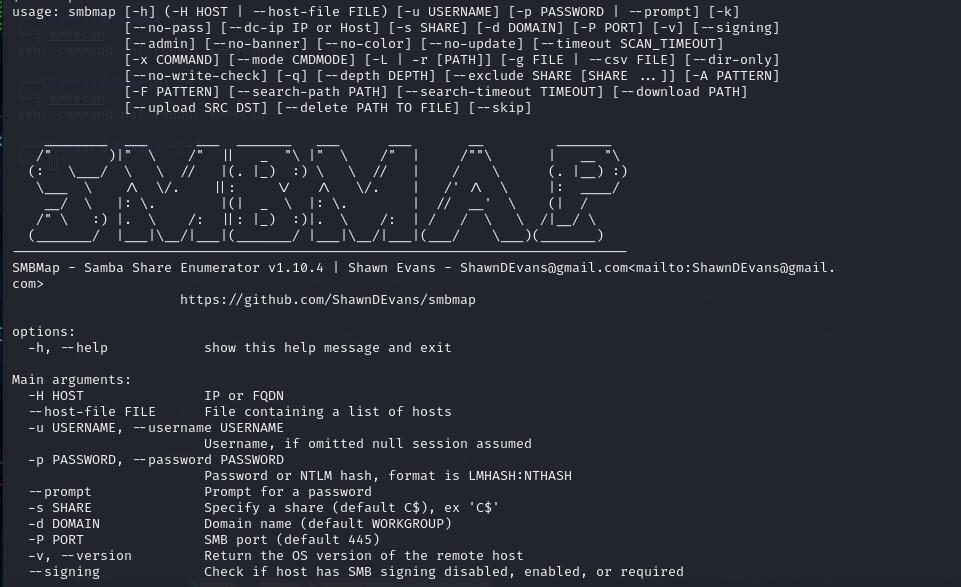 usage: smbmap [-h] (-H HOST | --host-file FILE) [-u USERNAME] [-p PASSWORD | --prompt] [-k]
[--no-pass] [--dc-ip IP or Host] [-s SHARE] [-d DOMAIN] [-P PORT] [-v] [--signing]
[--admin] [--no-banner] [--no-color] [--no-update] [--timeout SCAN_TIMEOUT]
[-x COMMAND] [--mode CMDMODE] [-L | -r [PATH]] [-g FILE | --csv FILE] [--dir-only]
[--no-write-check] [-q] [--depth DEPTH] [--exclude SHARE [SHARE ...]] [-A PATTERN]
[-F PATTERN] [--search-path PATH] [--search-timeout TIMEOUT] [--download PATH]
[--upload SRC DST] [--delete PATH TO FILE] [--skip]
SMBMAP
SMBMap - Samba Share Enumerator v1.10.4 | Shawn Evans - ShawnDEvans@gmail.com<mailto:ShawnDEvans@gmail.
com>
https://github.com/ShawnDEvans/smbmap
options:
-h, --help show this help message and exit
Main arguments:
-H HOST IP or FQDN
--host-file FILE File containing a list of hosts
-u USERNAME, --username USERNAME
Username, if omitted null session assumed
-p PASSWORD, --password PASSWORD
Password or NTLM hash, format is LMHASH:NTHASH
--prompt Prompt for a password
-s SHARE Specify a share (default C$), ex 'C$'
-d DOMAIN Domain name (default WORKGROUP)
-P PORT SMB port (default 445)
-v, --version Return the OS version of the remote host
--signing Check if host has SMB signing disabled, enabled, or required